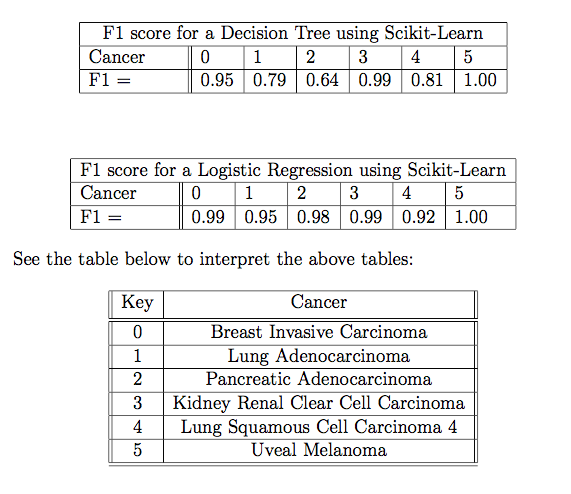 F1 score for a Decision Tree using Scikit-Learn
Cancer 0 1 2 3 4 5
F1 = 0.95 0.79 0.64 0.99 0.81 1.00
F1 score for a Logistic Regression using Scikit-Learn
Cancer 0 1 2 3 4 5
F1 = 0.99 0.95 0.98 0.99 0.92 1.00
See the table below to interpret the above tables:
Key Cancer
0 Breast Invasive Carcinoma
1 Lung Adenocarcinoma
2 Pancreatic Adenocarcinoma
3 Kidney Renal Clear Cell Carcinoma
4 Lung Squamous Cell Carcinoma 4
5 Uveal Melanoma